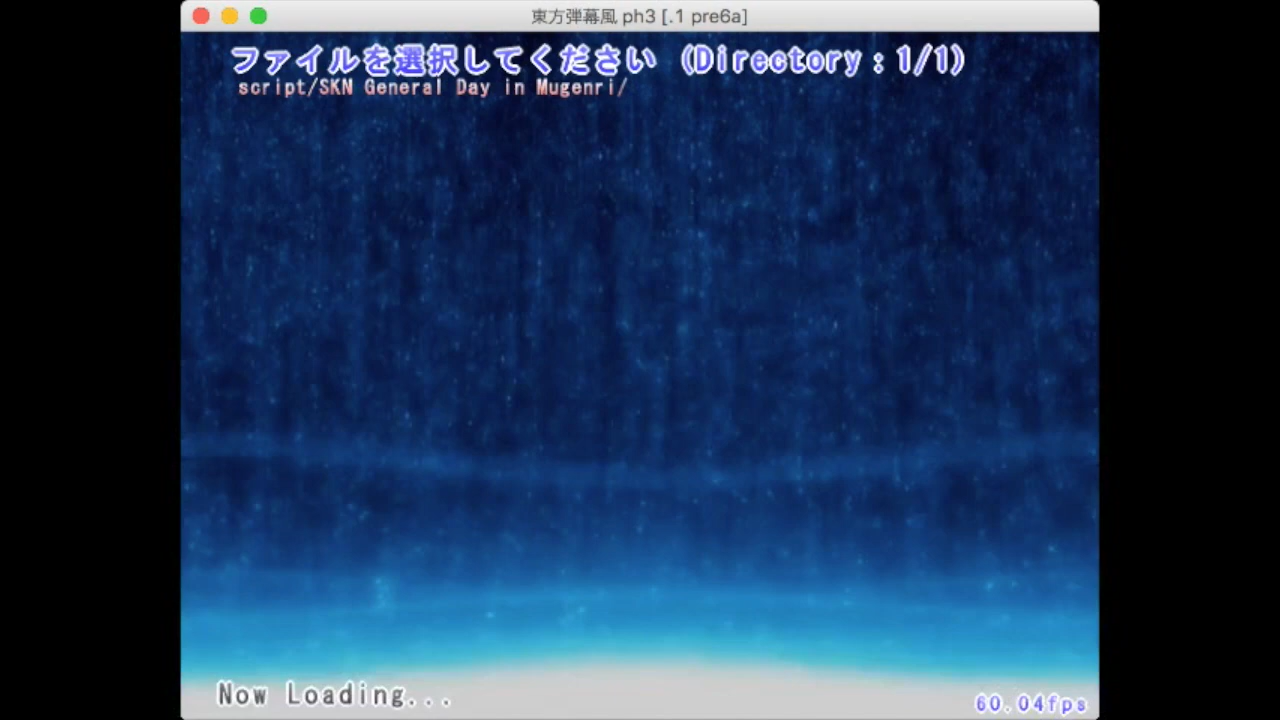 東方弾幕風 ph3 [.1 pre6a]
ファイルを選択してください (Directory : 1/1)
script/SKN General Day in Mugenri/
Now Loading...
60.04fps